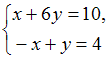 x + 6y = 10,
− x + y = 4